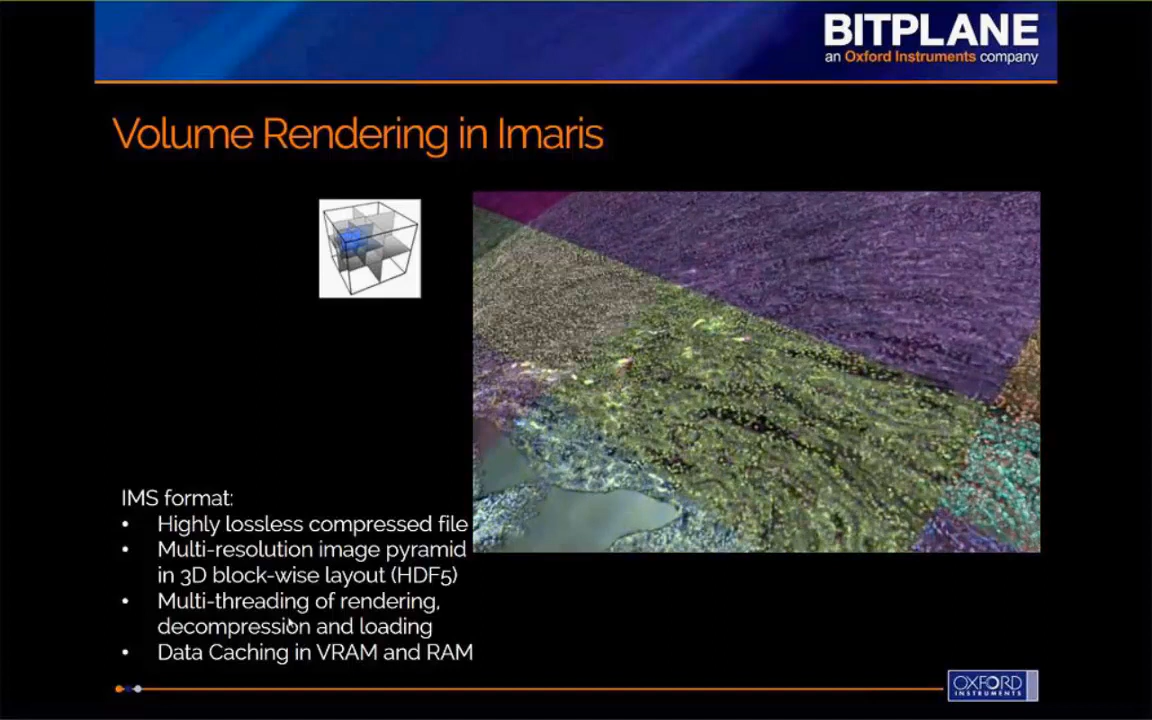 BITPLANE
an Oxford Instruments company
Volume Rendering in Imaris
IMS format:
• Highly lossless compressed file
• Multi-resolution image pyramid
in 3D block-wise layout (HDF5)
• Multi-threading of rendering,
decompression and loading
• Data Caching in VRAM and RAM
OXFORD
INSTRUMENTS